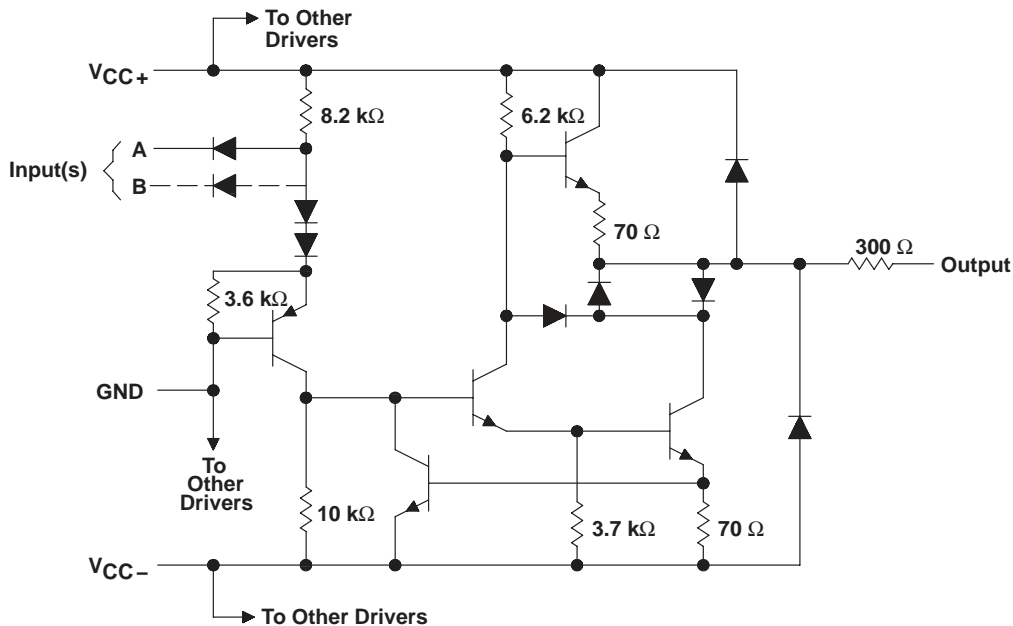 To Other
Drivers
VCC+
8.2 kΩ
6.2 kΩ
A
Input(s)
B
70 Ω
300 Ω
Output
3.6 kΩ
GND
To
Other
Drivers
10 kΩ
3.7 kΩ
70 Ω
VCC−
To Other Drivers